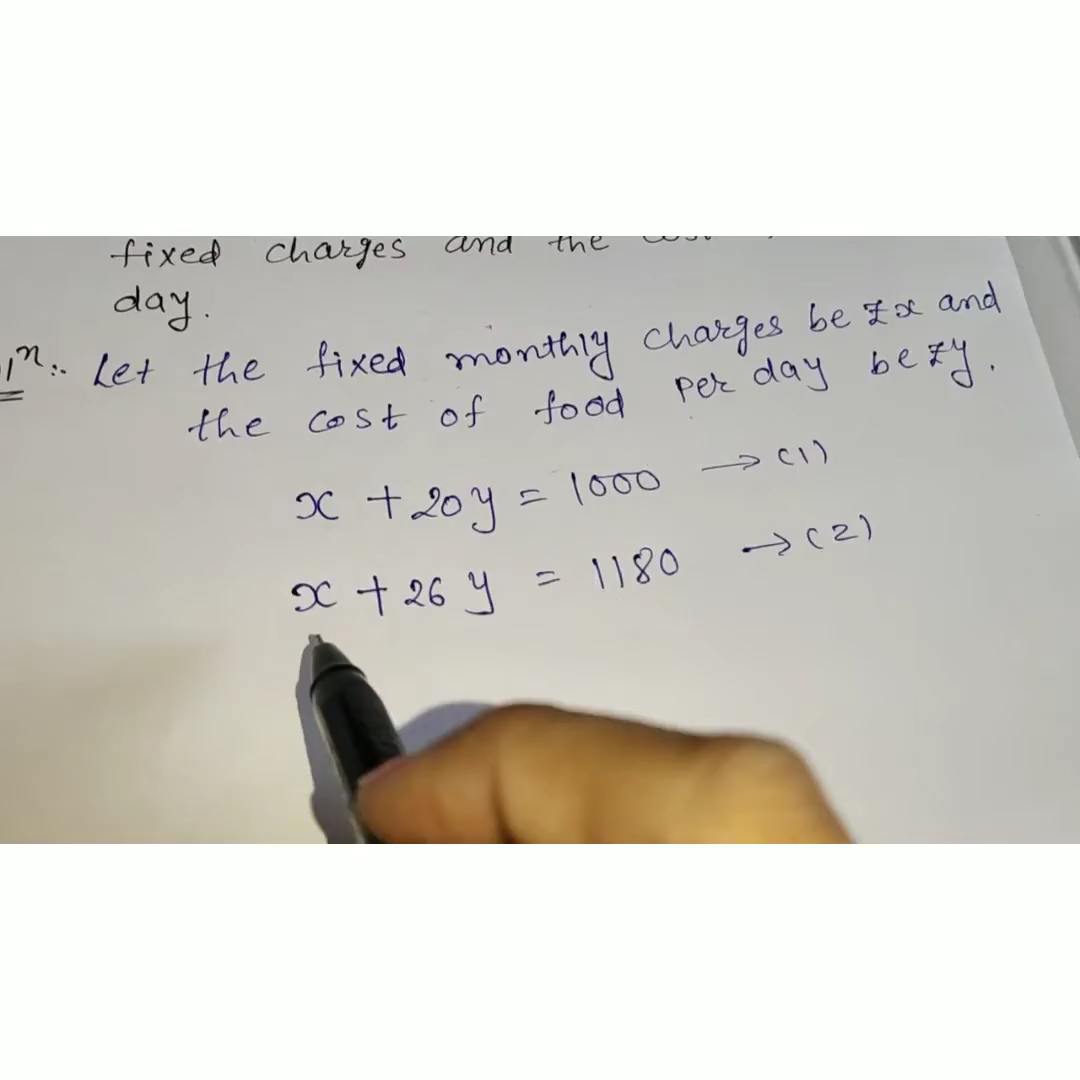 fixed charges and the
day.
Let the fixed monthly charges be ₹x and
the cost of food per day be ₹y.
x + 20y = 1000 → (1)
x + 26y = 1180 → (2)